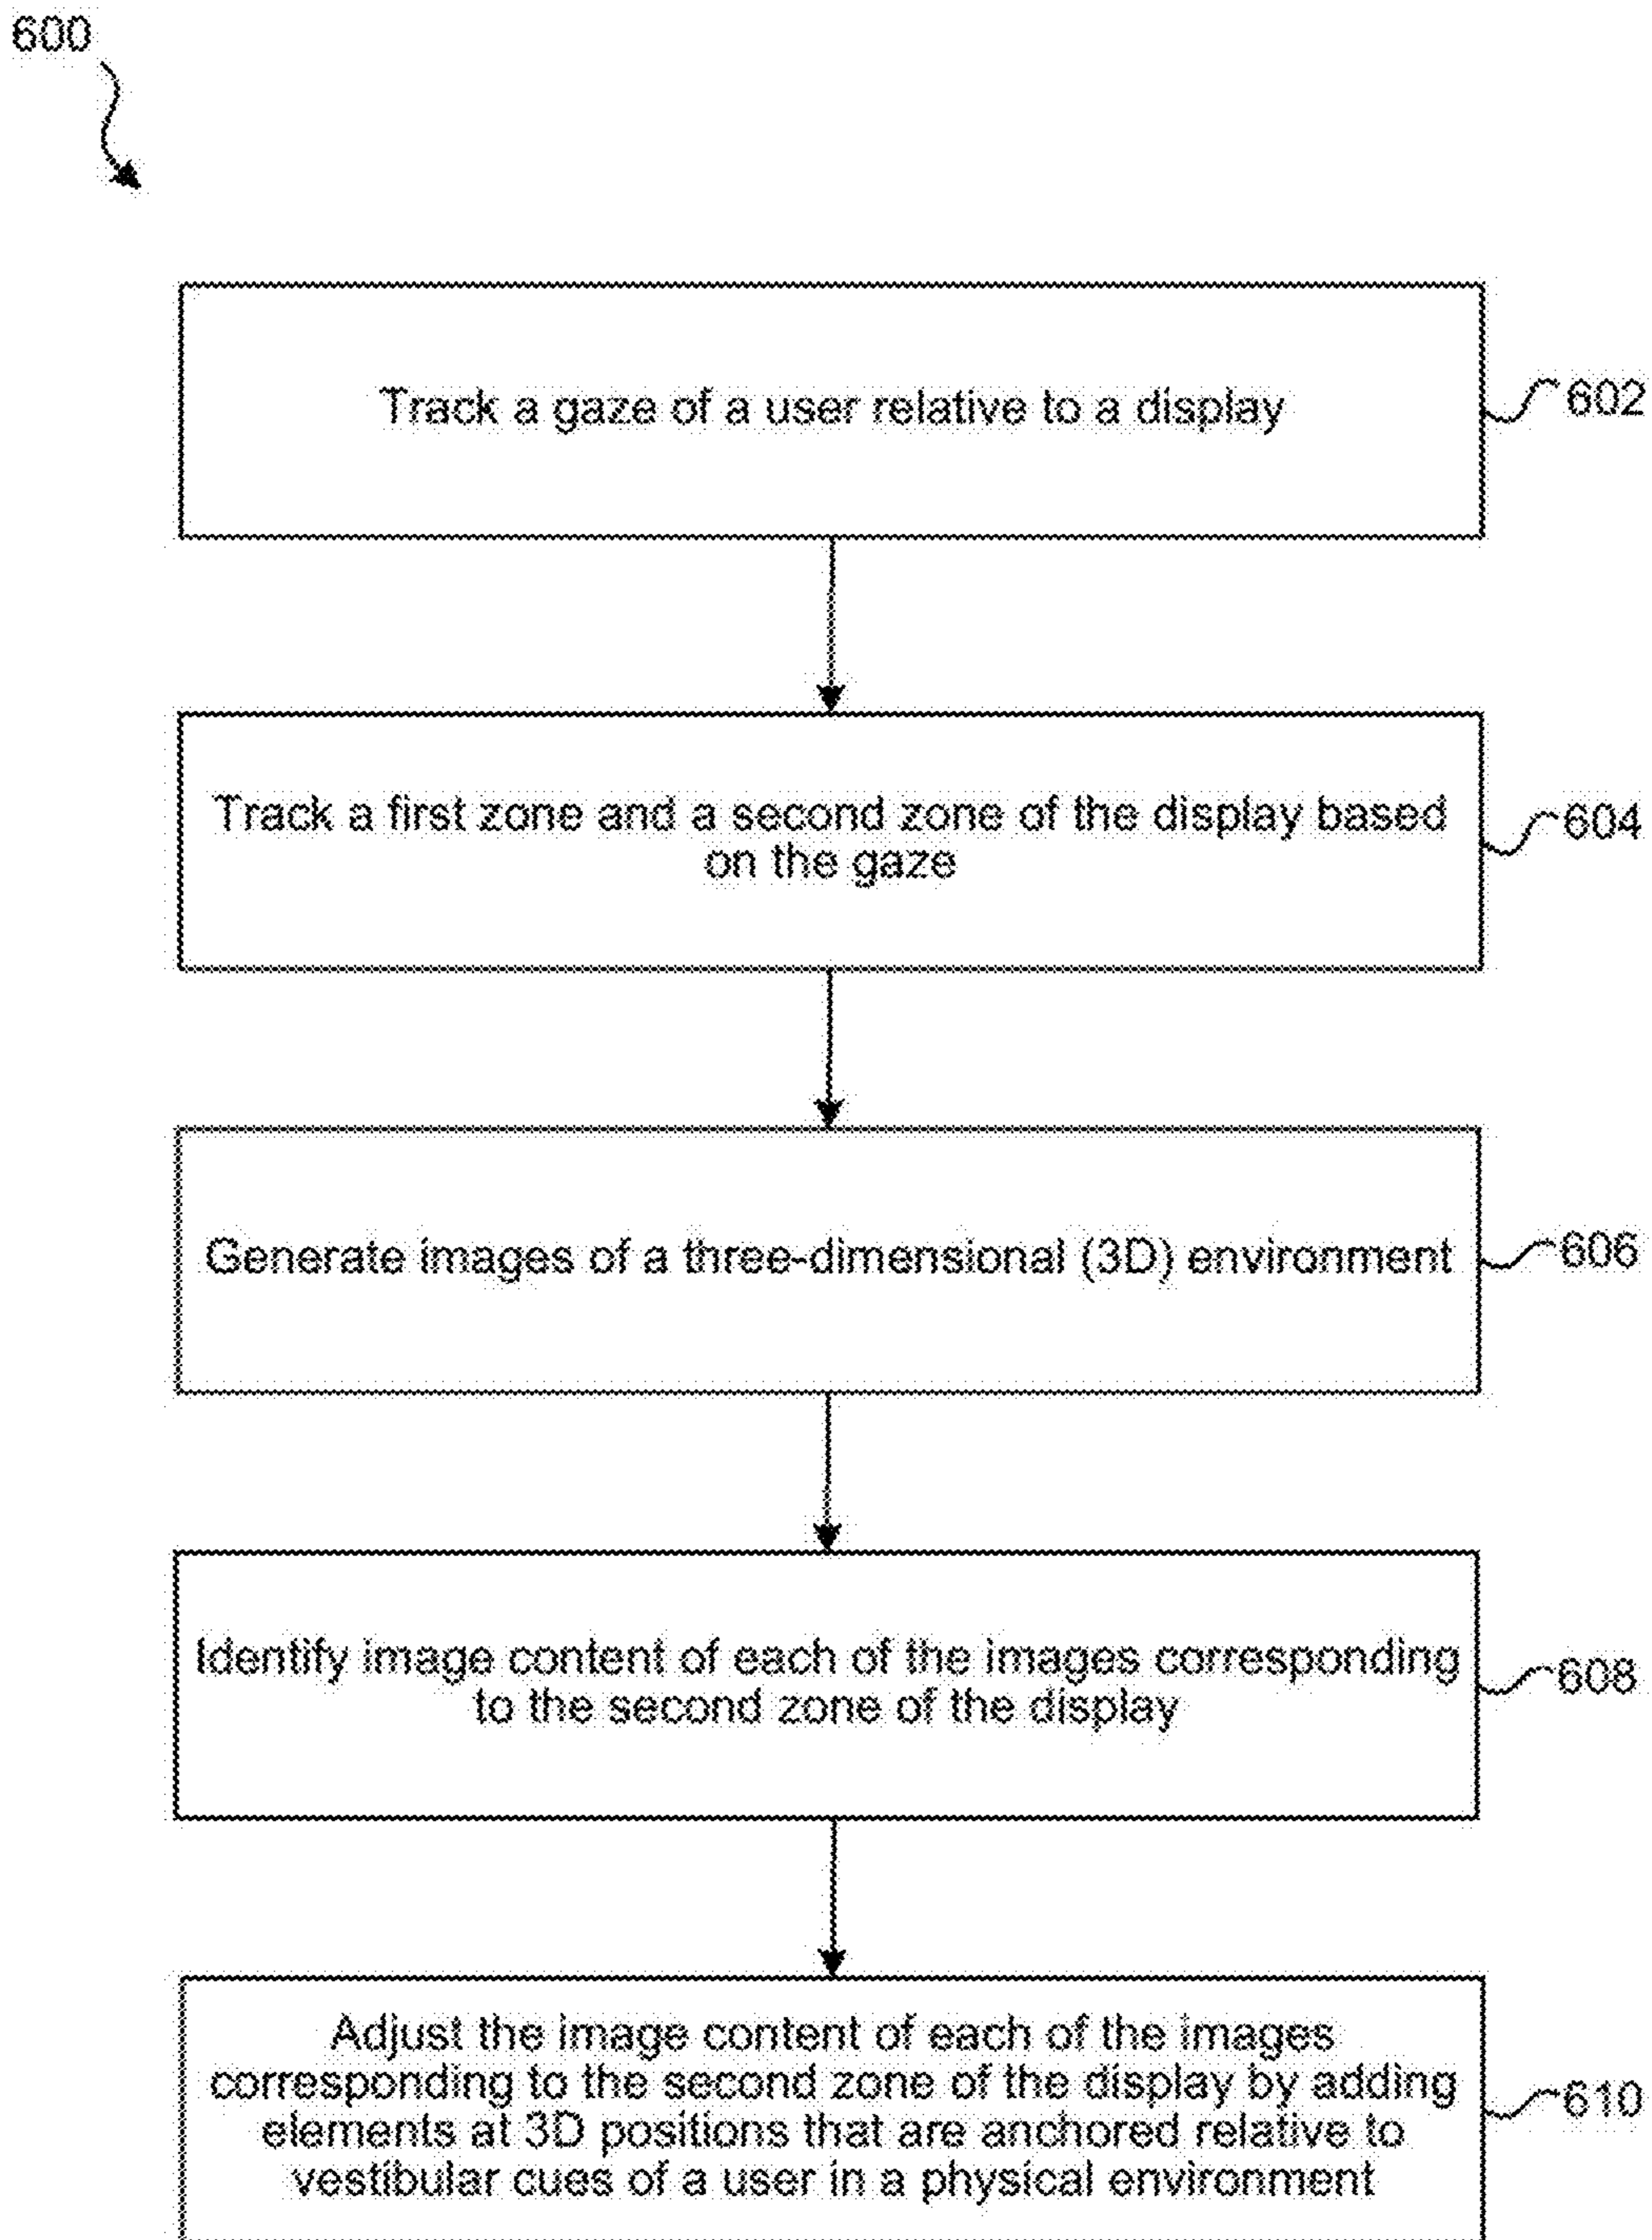 600
Track a gaze of a user relative to a display
602
Track a first zone and a second zone of the display based
on the gaze
604
Generate images of a three-dimensional (3D) environment
606
Identify image content of each of the images corresponding
to the second zone of the display
608
Adjust the image content of each of the images
corresponding to the second zone of the display by adding
elements at 3D positions that are anchored relative to
vestibular cues of a user in a physical environment
610